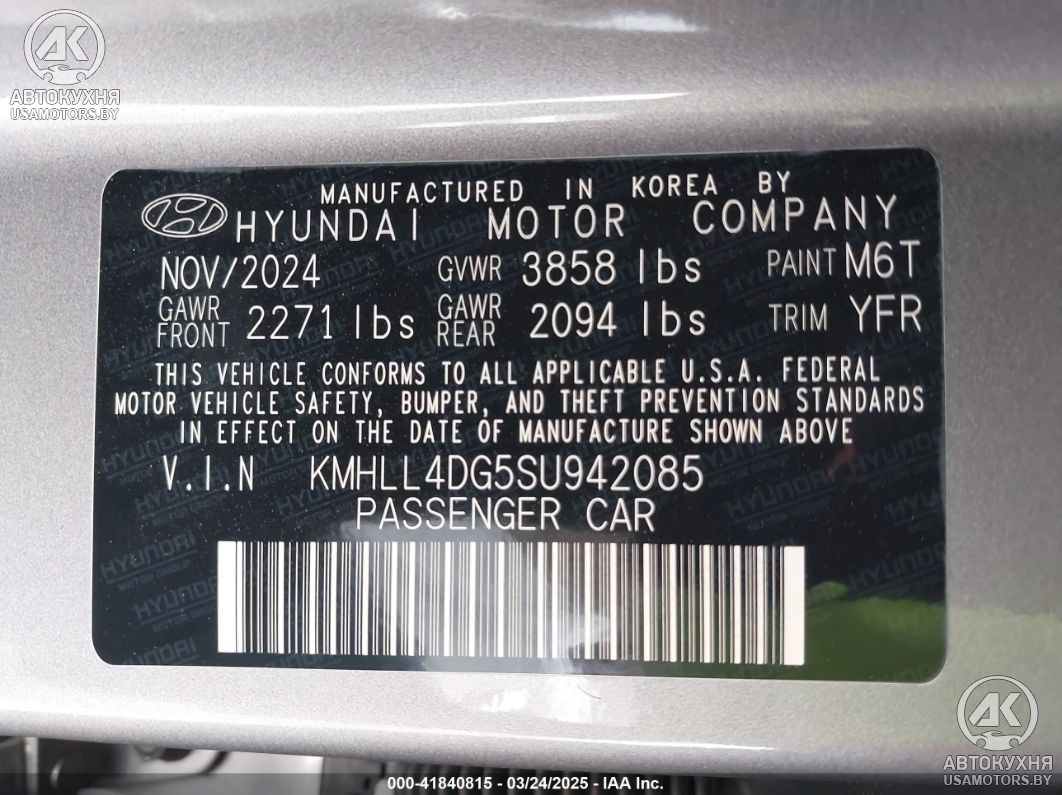 AK
АВТОКУХНЯ
USAMOTORS.BY
MANUFACTURED IN KOREA BY
HYUNDAI MOTOR COMPANY
NOV/2024 GVWR 3858 lbs PAINT M6T
GAWR FRONT 2271 lbs GAWR REAR 2094 lbs TRIM YFR
THIS VEHICLE CONFORMS TO ALL APPLICABLE U.S.A. FEDERAL
MOTOR VEHICLE SAFETY, BUMPER, AND THEFT PREVENTION STANDARDS
IN EFFECT ON THE DATE OF MANUFACTURE SHOWN ABOVE
V.I.N KMHLL4DG5SU942085
PASSENGER CAR
AK
АВТОКУХНЯ
USAMOTORS.BY
000-41840815 - 03/24/2025 - IAA Inc.